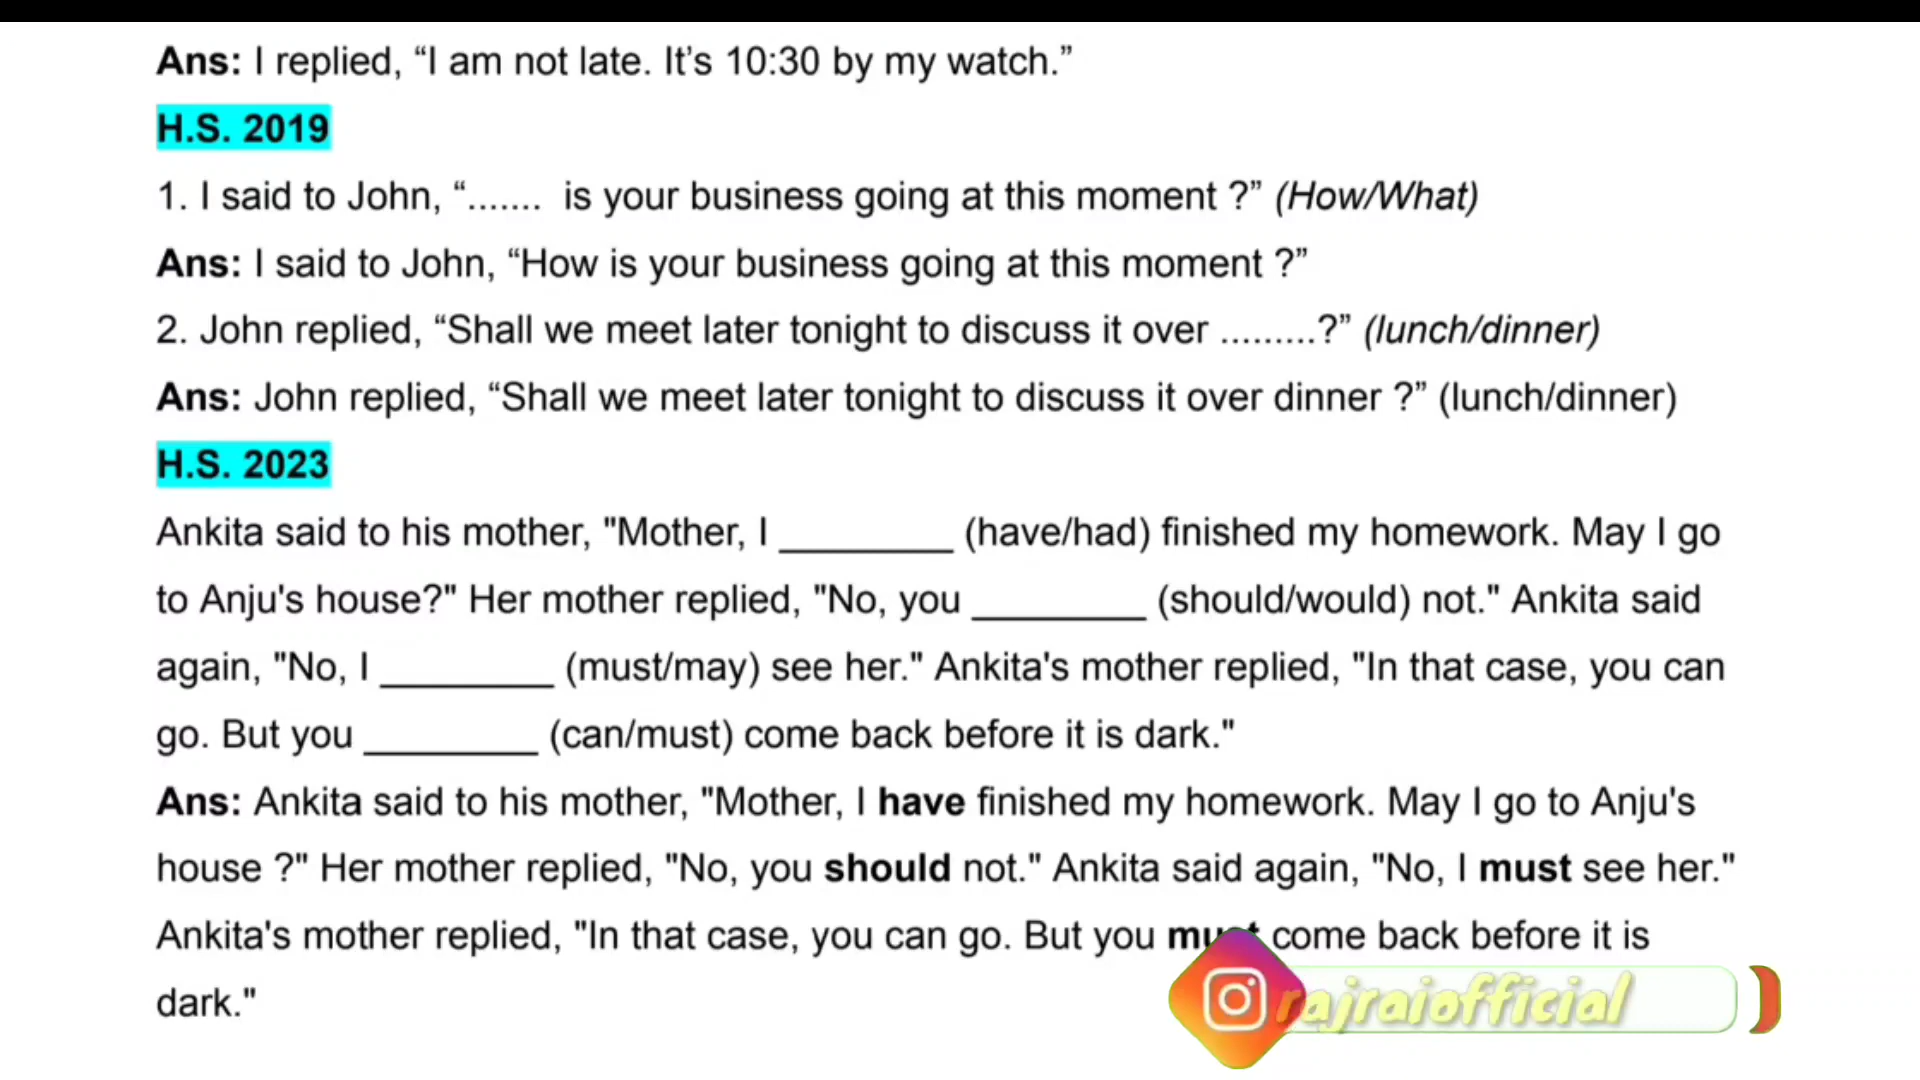 Ans: I replied, “I am not late. It’s 10:30 by my watch.”
H.S. 2019
1. I said to John, “....... is your business going at this moment ?” (How/What)
Ans: I said to John, “How is your business going at this moment ?”
2. John replied, “Shall we meet later tonight to discuss it over .........?” (lunch/dinner)
Ans: John replied, “Shall we meet later tonight to discuss it over dinner ?” (lunch/dinner)
H.S. 2023
Ankita said to his mother, "Mother, I ________ (have/had) finished my homework. May I go
to Anju's house?" Her mother replied, "No, you ________ (should/would) not." Ankita said
again, "No, I ________ (must/may) see her." Ankita's mother replied, "In that case, you can
go. But you ________ (can/must) come back before it is dark."
Ans: Ankita said to his mother, "Mother, I have finished my homework. May I go to Anju's
house ?" Her mother replied, "No, you should not." Ankita said again, "No, I must see her."
Ankita's mother replied, "In that case, you can go. But you must come back before it is
dark."
rajraiofficial